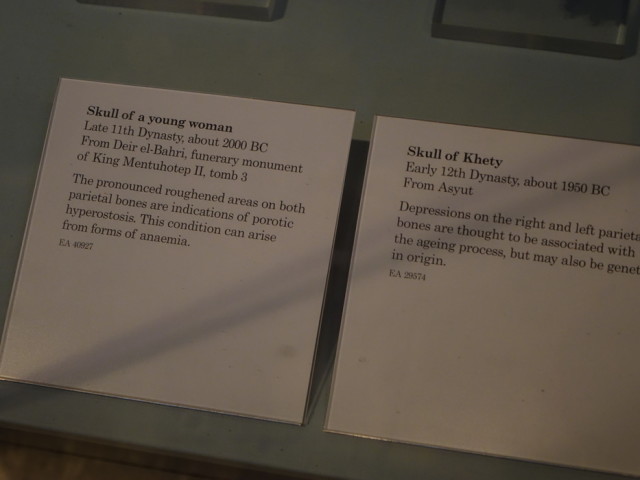 Skull of a young woman
Late 11th Dynasty, about 2000 BC
From Deir el-Bahri, funerary monument
of King Mentuhotep II, tomb 3
The pronounced roughened areas on both
parietal bones are indications of porotic
hyperostosis. This condition can arise
from forms of anaemia.
EA 40927
Skull of Khety
Early 12th Dynasty, about 1950 BC
From Asyut
Depressions on the right and left parieta
bones are thought to be associated with
the ageing process, but may also be genet
in origin.
EA 29574